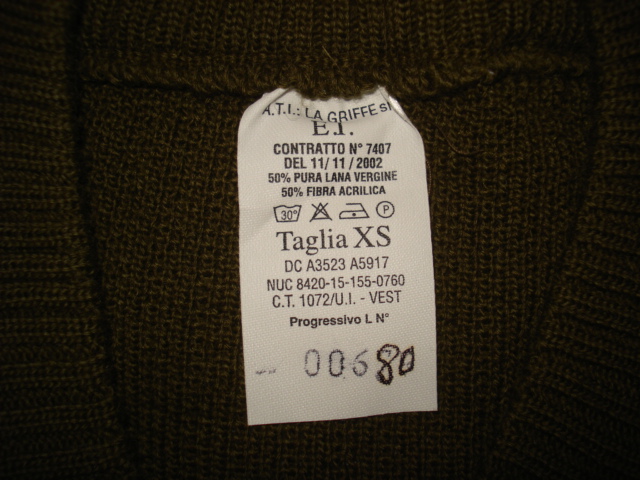 A.T.I.: LA GRIFFE
E.I.
CONTRATTO N° 7407
DEL 11/11/2002
50% PURA LANA VERGINE
50% FIBRA ACRILICA
30° P
Taglia XS
DC A3523 A5917
NUC 8420-15-155-0760
C.T. 1072/U.I. - VEST
Progressivo L N°
00680